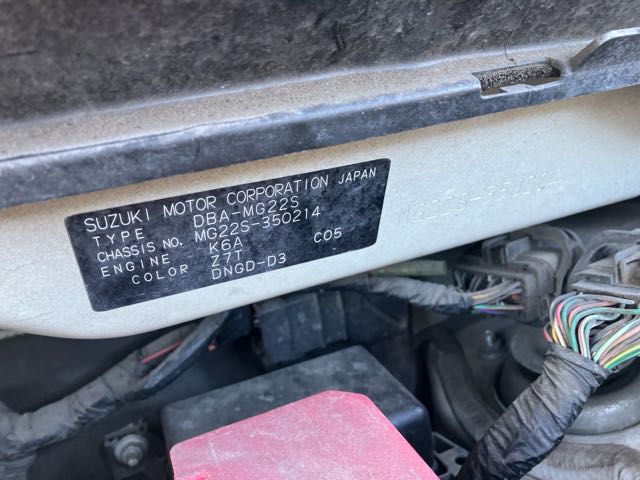 SUZUKI MOTOR CORPORATION JAPAN
TYPE DBA-MG22S
CHASSIS NO. MG22S-350214
ENGINE K6A C05
COLOR Z7T DNGD-D3